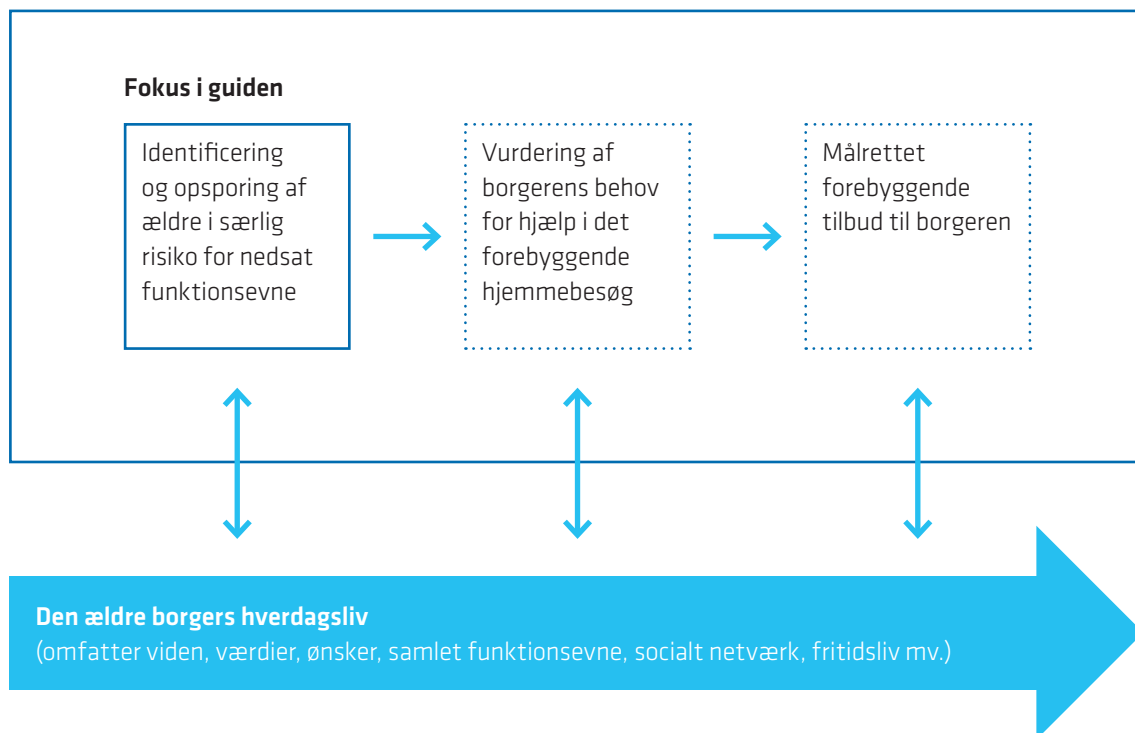 Fokus i guiden
Identificering
og opsporing af
ældre i særlig
risiko for nedsat
funktionsevne
Vurdering af
borgerens behov
for hjælp i det
forebyggende
hjemmebesøg
Målrettet
forebyggende
tilbud til borgeren
Den ældre borgers hverdagsliv
(omfatter viden, værdier, ønsker, samlet funktionsevne, socialt netværk, fritidsliv mv.)